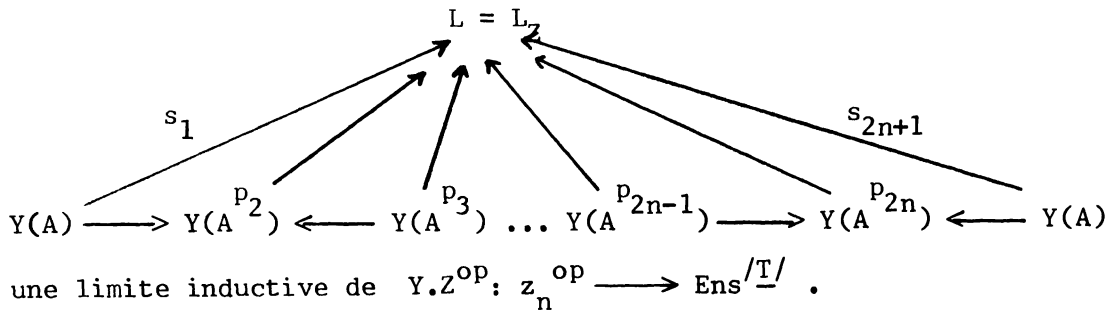 L = L_Z
s_1 s_{2n+1}
Y(A) → Y(A^{p_2}) ← Y(A^{p_3}) ... Y(A^{p_{2n-1}}) → Y(A^{p_{2n}}) ← Y(A)
une limite inductive de Y.Z^{op}: z_n^{op} → Ens^{/T/} .